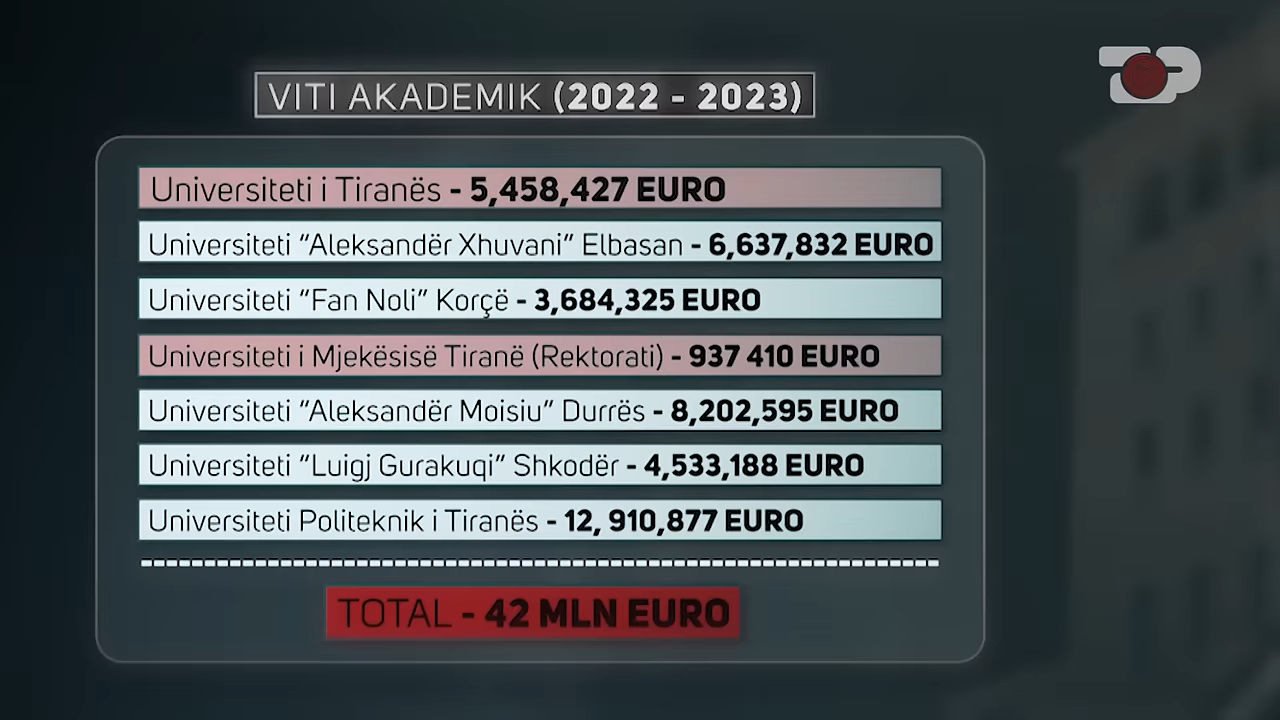 VITI AKADEMIK (2022 - 2023)
TOP
Universiteti i Tiranës - 5,458,427 EURO
Universiteti “Aleksandër Xhuvani” Elbasan - 6,637,832 EURO
Universiteti “Fan Noli” Korçë - 3,684,325 EURO
Universiteti i Mjekësisë Tiranë (Rektorati) - 937 410 EURO
Universiteti “Aleksandër Moisiu” Durrës - 8,202,595 EURO
Universiteti “Luigj Gurakuqi” Shkodër - 4,533,188 EURO
Universiteti Politeknik i Tiranës - 12, 910,877 EURO
TOTAL - 42 MLN EURO